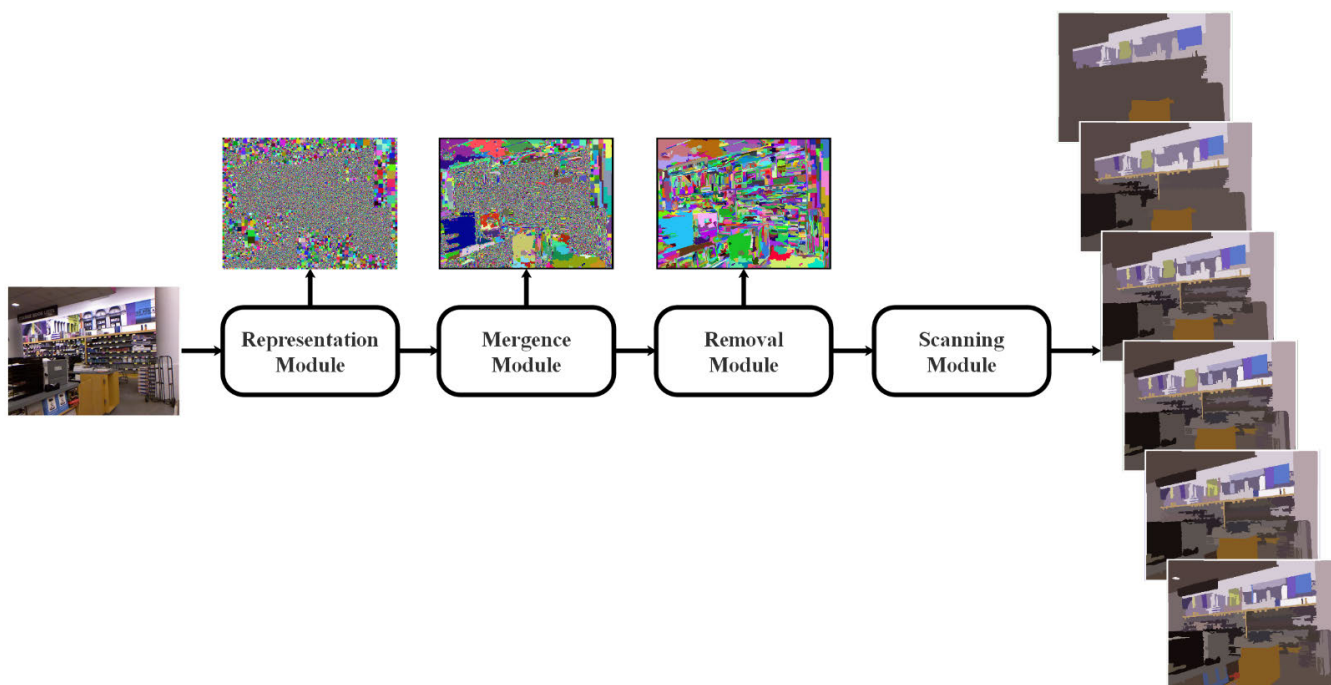 Representation
Module
Mergence
Module
Removal
Module
Scanning
Module